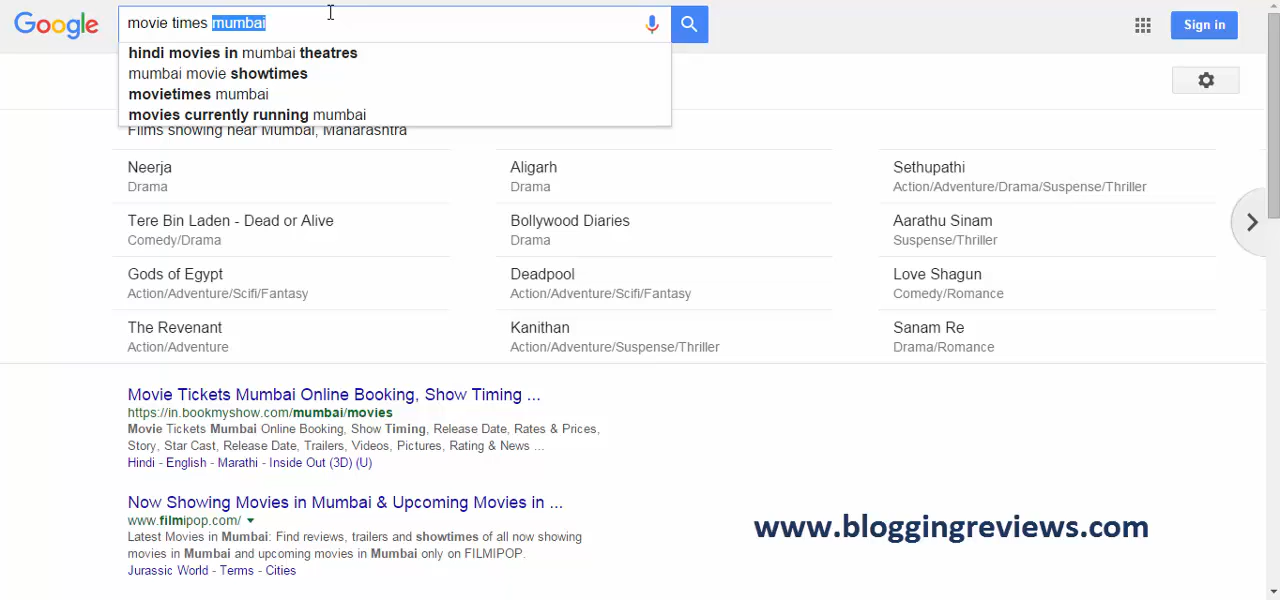 Google
movie times mumbai
Sign in
hindi movies in mumbai theatres
mumbai movie showtimes
movietimes mumbai
movies currently running mumbai
Films showing near Mumbai, Maharashtra
Neerja
Drama
Aligarh
Drama
Sethupathi
Action/Adventure/Drama/Suspense/Thriller
Tere Bin Laden - Dead or Alive
Comedy/Drama
Bollywood Diaries
Drama
Aarathu Sinam
Suspense/Thriller
Gods of Egypt
Action/Adventure/Scifi/Fantasy
Deadpool
Action/Adventure/Scifi/Fantasy
Love Shagun
Comedy/Romance
The Revenant
Action/Adventure
Kanithan
Action/Adventure/Suspense/Thriller
Sanam Re
Drama/Romance
Movie Tickets Mumbai Online Booking, Show Timing ...
https://in.bookmyshow.com/mumbai/movies
Movie Tickets Mumbai Online Booking, Show Timing, Release Date, Rates & Prices,
Story, Star Cast, Release Date, Trailers, Videos, Pictures, Rating & News ...
Hindi - English - Marathi - Inside Out (3D) (U)
Now Showing Movies in Mumbai & Upcoming Movies in ...
www.filmipop.com/
Latest Movies in Mumbai: Find reviews, trailers and showtimes of all now showing
movies in Mumbai and upcoming movies in Mumbai only on FILMIPOP.
Jurassic World - Terms - Cities
www.bloggingreviews.com